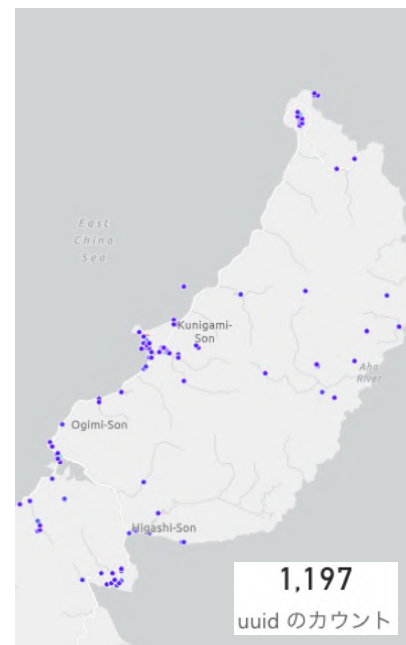 East
China
Sea
Kunigami-
Son
Aha
River
Ogimi-Son
Higashi-Son
1,197
uuid のカウント